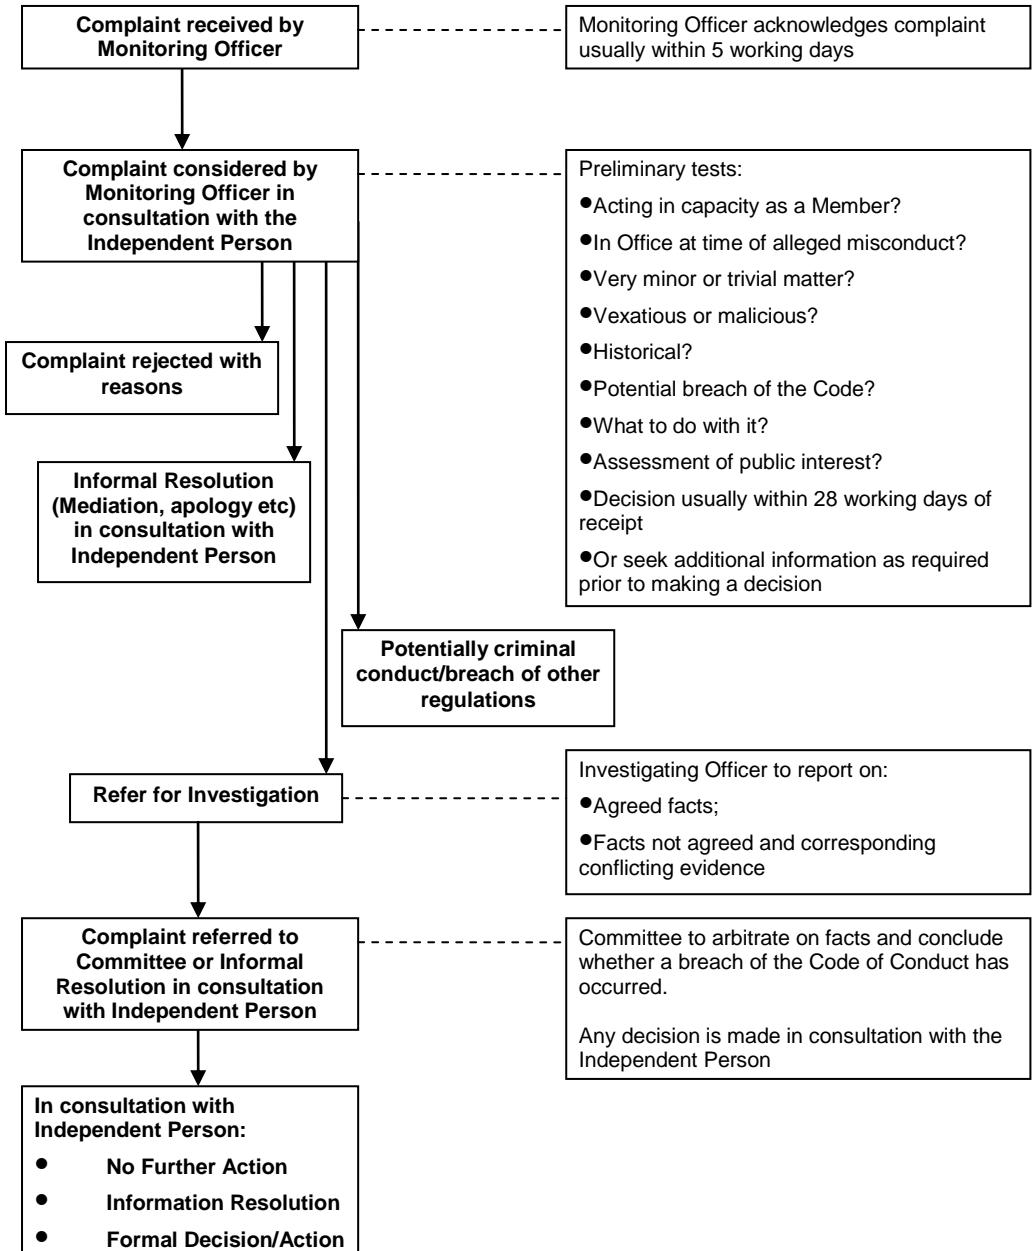 Complaint received by
Monitoring Officer
Monitoring Officer acknowledges complaint
usually within 5 working days
Complaint considered by
Monitoring Officer in
consultation with the
Independent Person
Preliminary tests:
●Acting in capacity as a Member?
●In Office at time of alleged misconduct?
●Very minor or trivial matter?
●Vexatious or malicious?
●Historical?
●Potential breach of the Code?
●What to do with it?
●Assessment of public interest?
●Decision usually within 28 working days of
receipt
●Or seek additional information as required
prior to making a decision
Complaint rejected with
reasons
Informal Resolution
(Mediation, apology etc)
in consultation with
Independent Person
Potentially criminal
conduct/breach of other
regulations
Refer for Investigation
Investigating Officer to report on:
●Agreed facts;
●Facts not agreed and corresponding
conflicting evidence
Complaint referred to
Committee or Informal
Resolution in consultation
with Independent Person
Committee to arbitrate on facts and conclude
whether a breach of the Code of Conduct has
occurred.
Any decision is made in consultation with the
Independent Person
In consultation with
Independent Person:
● No Further Action
● Information Resolution
● Formal Decision/Action